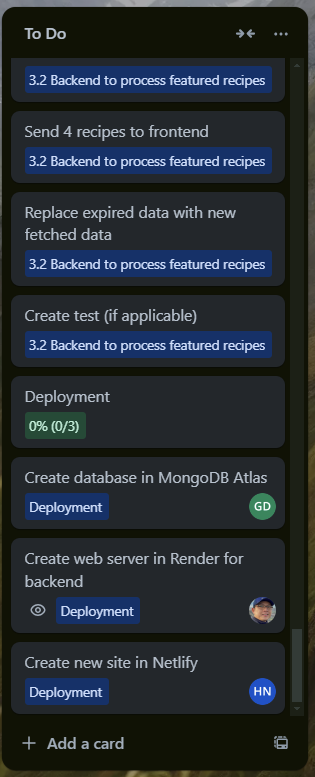 To Do
3.2 Backend to process featured recipes
Send 4 recipes to frontend
3.2 Backend to process featured recipes
Replace expired data with new
fetched data
3.2 Backend to process featured recipes
Create test (if applicable)
3.2 Backend to process featured recipes
Deployment
0% (0/3)
Create database in MongoDB Atlas
Deployment
GD
Create web server in Render for
backend
Deployment
Create new site in Netlify
Deployment
HN
Add a card